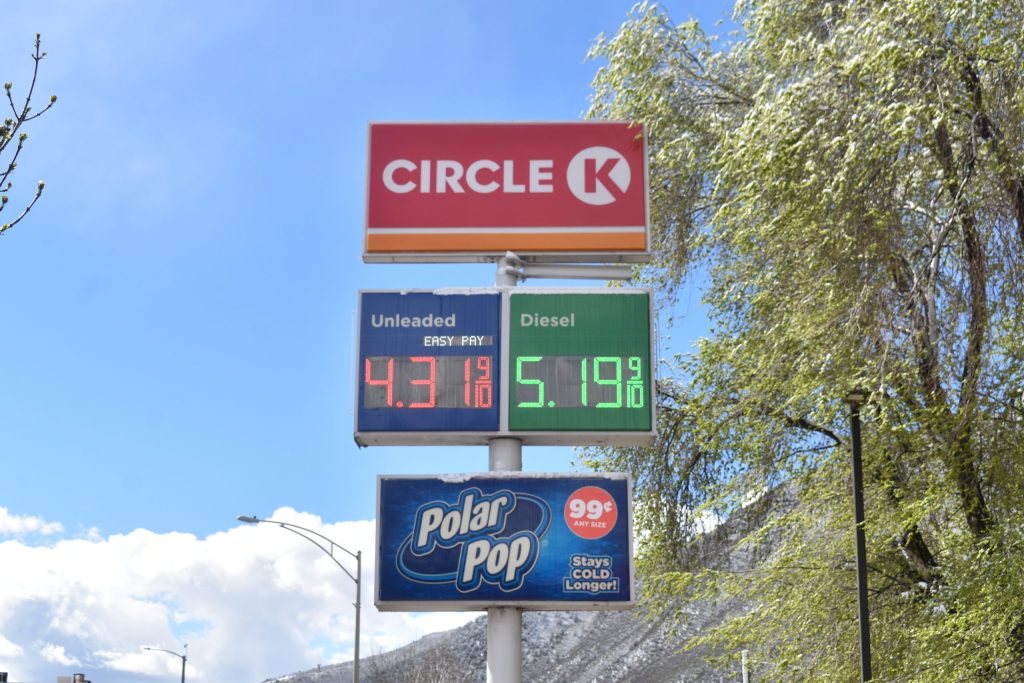 CIRCLE K
Unleaded
EASY PAY
4.31 9/10
Diesel
5.19 9/10
Polar
Pop
99¢
ANY SIZE
Stays
COLD
Longer!